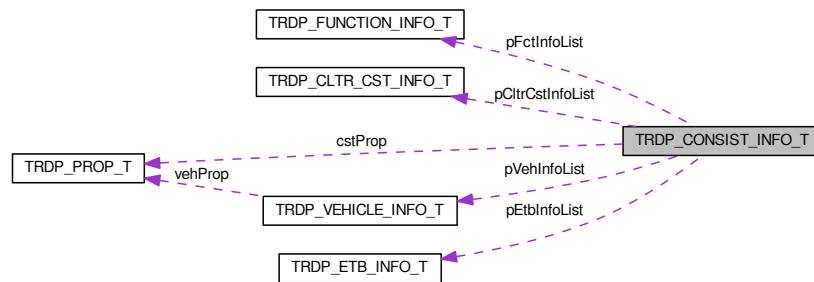 TRDP_FUNCTION_INFO_T
pFctInfoList
TRDP_CLTR_CST_INFO_T
pCltrCstInfoList
cstProp
TRDP_CONSIST_INFO_T
TRDP_PROP_T
vehProp
pVehInfoList
TRDP_VEHICLE_INFO_T
pEtbInfoList
TRDP_ETB_INFO_T